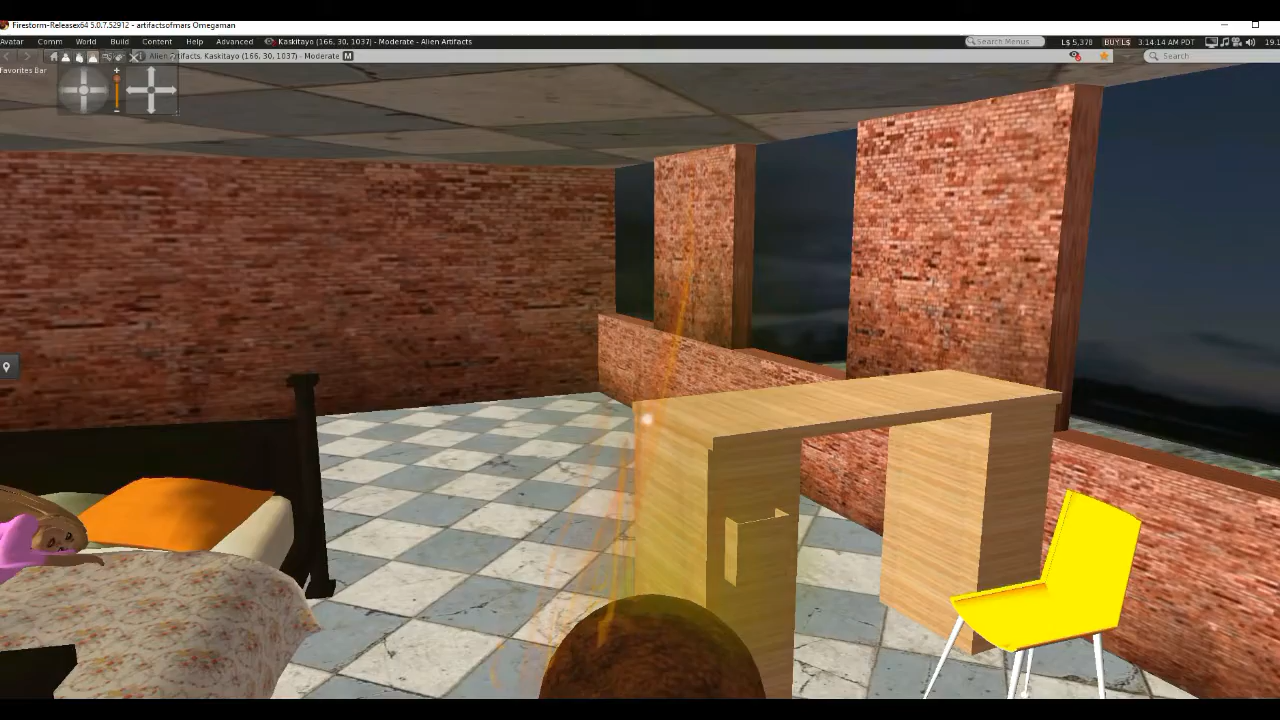 Firestorm-Releasex64 5.0.7.52912 - artifactsofmars Omegaman
Avatar Comm World Build Content Help Advanced Kaskitayo (166, 30, 1037) - Moderate - Alien Artifacts Search Menus L$ 5,378 BUY L$ 3:14:14 AM PDT 19.1
Alien Artifacts, Kaskitayo (166, 30, 1037) - Moderate M Search
Favorites Bar